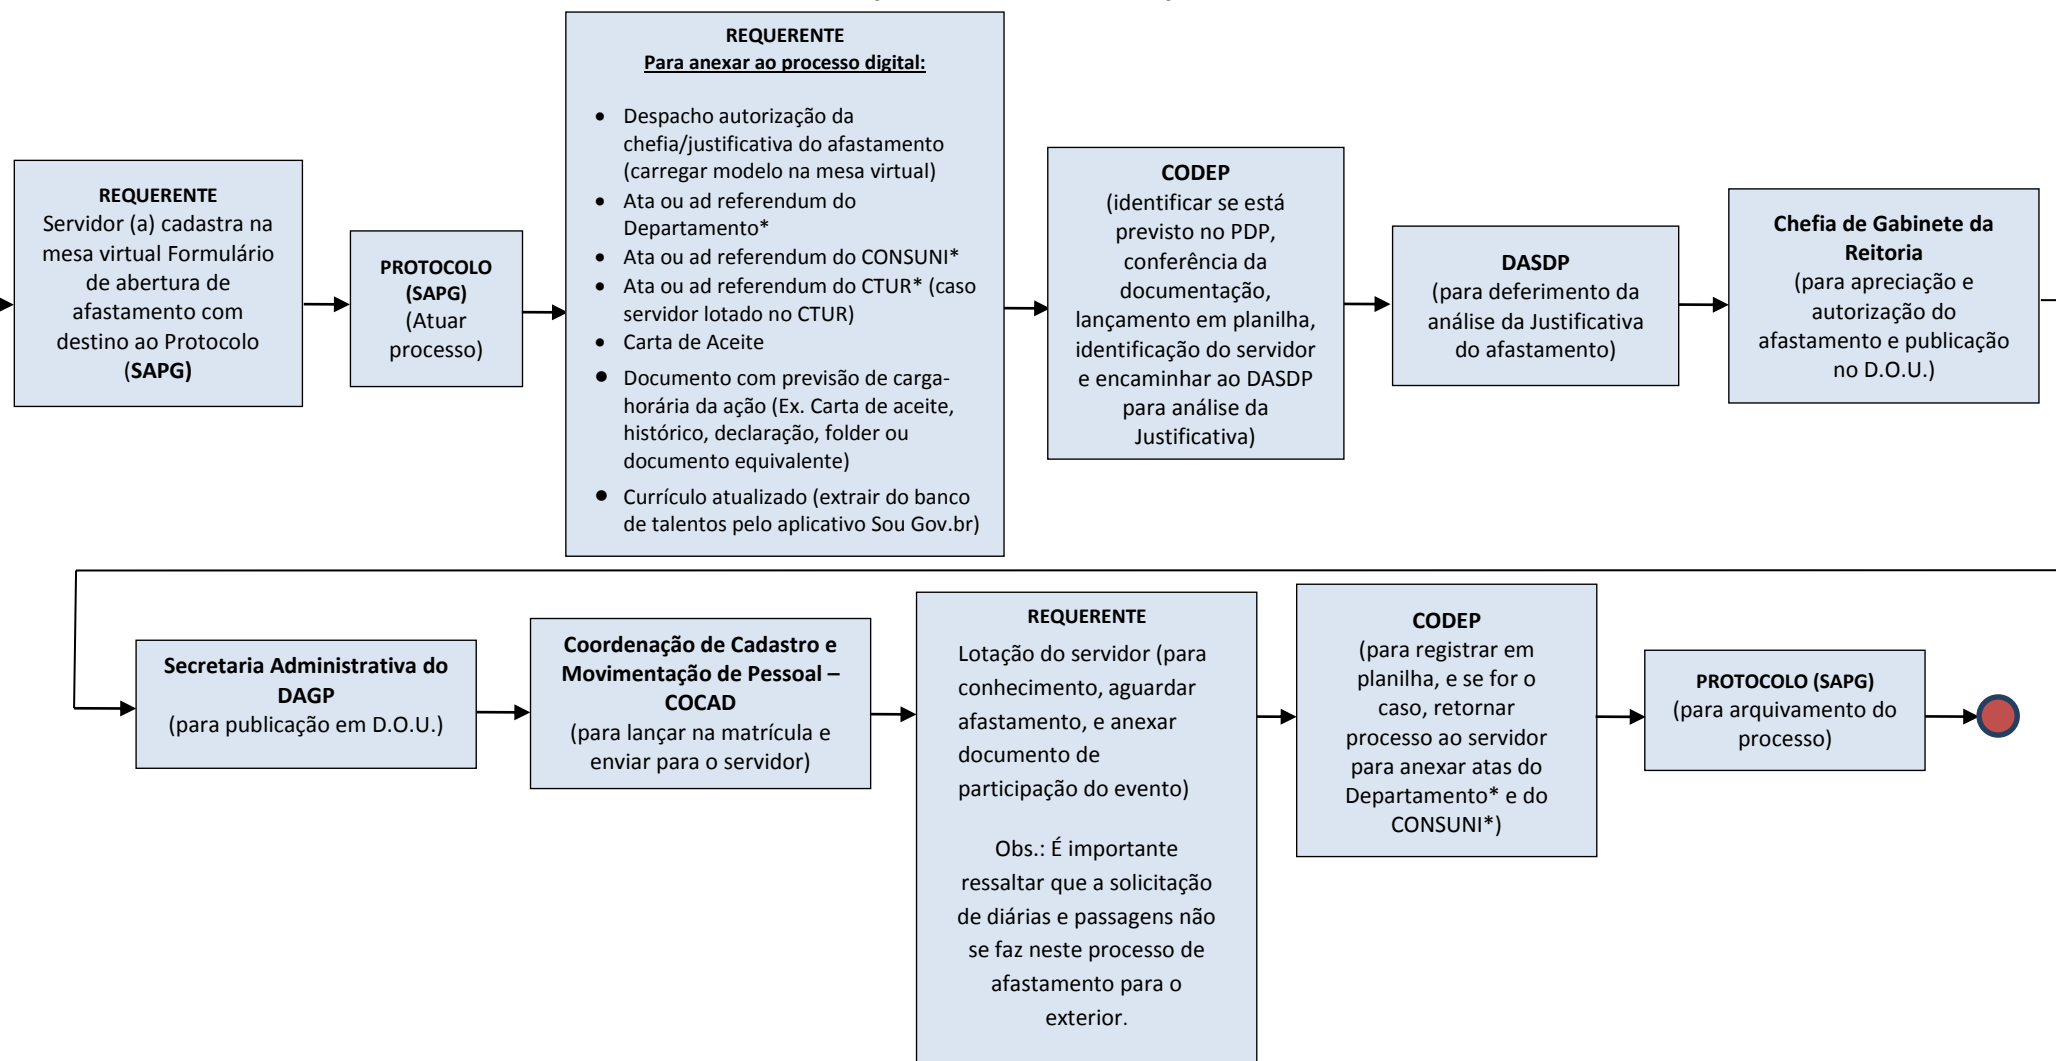 REQUERENTE
Servidor (a) cadastra na
mesa virtual Formulário
de abertura de
afastamento com
destino ao Protocolo
(SAPG)
PROTOCOLO
(SAPG)
(Atuar
processo)
REQUERENTE
Para anexar ao processo digital:
• Despacho autorização da
chefia/justificativa do afastamento
(carregar modelo na mesa virtual)
• Ata ou ad referendum do
Departamento*
• Ata ou ad referendum do CONSUNI*
• Ata ou ad referendum do CTUR* (caso
servidor lotado no CTUR)
• Carta de Aceite
• Documento com previsão de carga-
horária da ação (Ex. Carta de aceite,
histórico, declaração, folder ou
documento equivalente)
• Currículo atualizado (extrair do banco
de talentos pelo aplicativo Sou Gov.br)
CODEP
(identificar se está
previsto no PDP,
conferência da
documentação,
lançamento em planilha,
identificação do servidor
e encaminhar ao DASDP
para análise da
Justificativa)
DASDP
(para deferimento da
análise da Justificativa
do afastamento)
Chefia de Gabinete da
Reitoria
(para apreciação e
autorização do
afastamento e publicação
no D.O.U.)
Secretaria Administrativa do
DAGP
(para publicação em D.O.U.)
Coordenação de Cadastro e
Movimentação de Pessoal –
COCAD
(para lançar na matrícula e
enviar para o servidor)
REQUERENTE
Lotação do servidor (para
conhecimento, aguardar
afastamento, e anexar
documento de
participação do evento)
Obs.: É importante
ressaltar que a solicitação
de diárias e passagens não
se faz neste processo de
afastamento para o
exterior.
CODEP
(para registrar em
planilha, e se for o
caso, retornar
processo ao servidor
para anexar atas do
Departamento* e do
CONSUNI*)
PROTOCOLO (SAPG)
(para arquivamento do
processo)